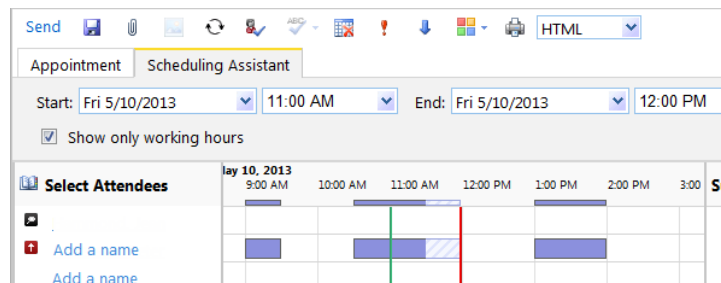 Send ABC HTML
Appointment Scheduling Assistant
Start: Fri 5/10/2013 11:00 AM End: Fri 5/10/2013 12:00 PM
Show only working hours
May 10, 2013
Select Attendees 9:00 AM 10:00 AM 11:00 AM 12:00 PM 1:00 PM 2:00 PM 3:00
Add a name
Add a name